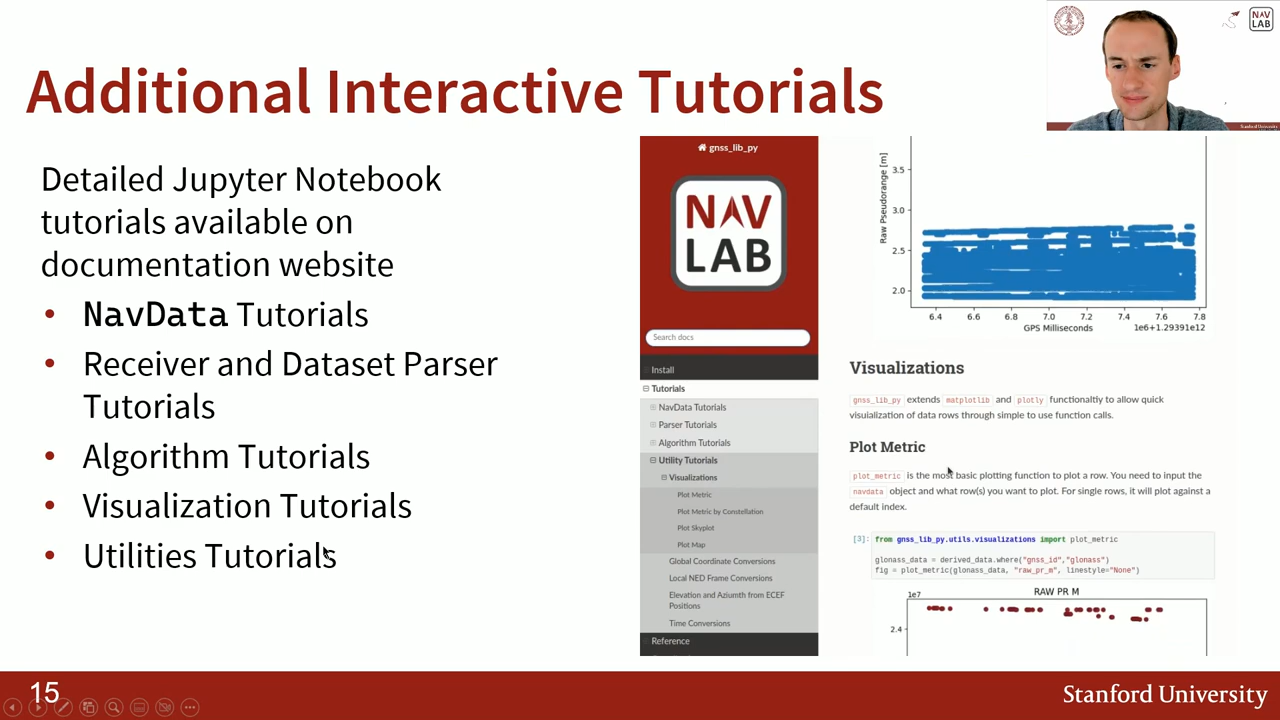 NAV
LAB
Stanford University
Additional Interactive Tutorials
Detailed Jupyter Notebook
tutorials available on
documentation website
• NavData Tutorials
• Receiver and Dataset Parser
Tutorials
• Algorithm Tutorials
• Visualization Tutorials
• Utilities Tutorials
gnss_lib_py
NAV
LAB
Search docs
Install
Tutorials
NavData Tutorials
Parser Tutorials
Algorithm Tutorials
Utility Tutorials
Visualizations
Plot Metric
Plot Metric by Constellation
Plot Skyplot
Plot Map
Global Coordinate Conversions
Local NED Frame Conversions
Elevation and Aziumth from ECEF
Positions
Time Conversions
Reference
Raw Pseudorange [m]
3.5
3.0
2.5
2.0
6.4 6.6 6.8 7.0 7.2 7.4 7.6 7.8
GPS Milliseconds 1e6+1.29391e12
Visualizations
gnss_lib_py extends matplotlib and plotly functionaltiy to allow quick
visuialization of data rows through simple to use function calls.
Plot Metric
plot_metric is the most basic plotting function to plot a row. You need to input the
navdata object and what row(s) you want to plot. For single rows, it will plot against a
default index.
[3]: from gnss_lib_py.utils.visualizations import plot_metric
glonass_data = derived_data.where("gnss_id","glonass")
fig = plot_metric(glonass_data, "raw_pr_m", linestyle="None")
RAW PR M
1e7
2.4
15
Stanford University